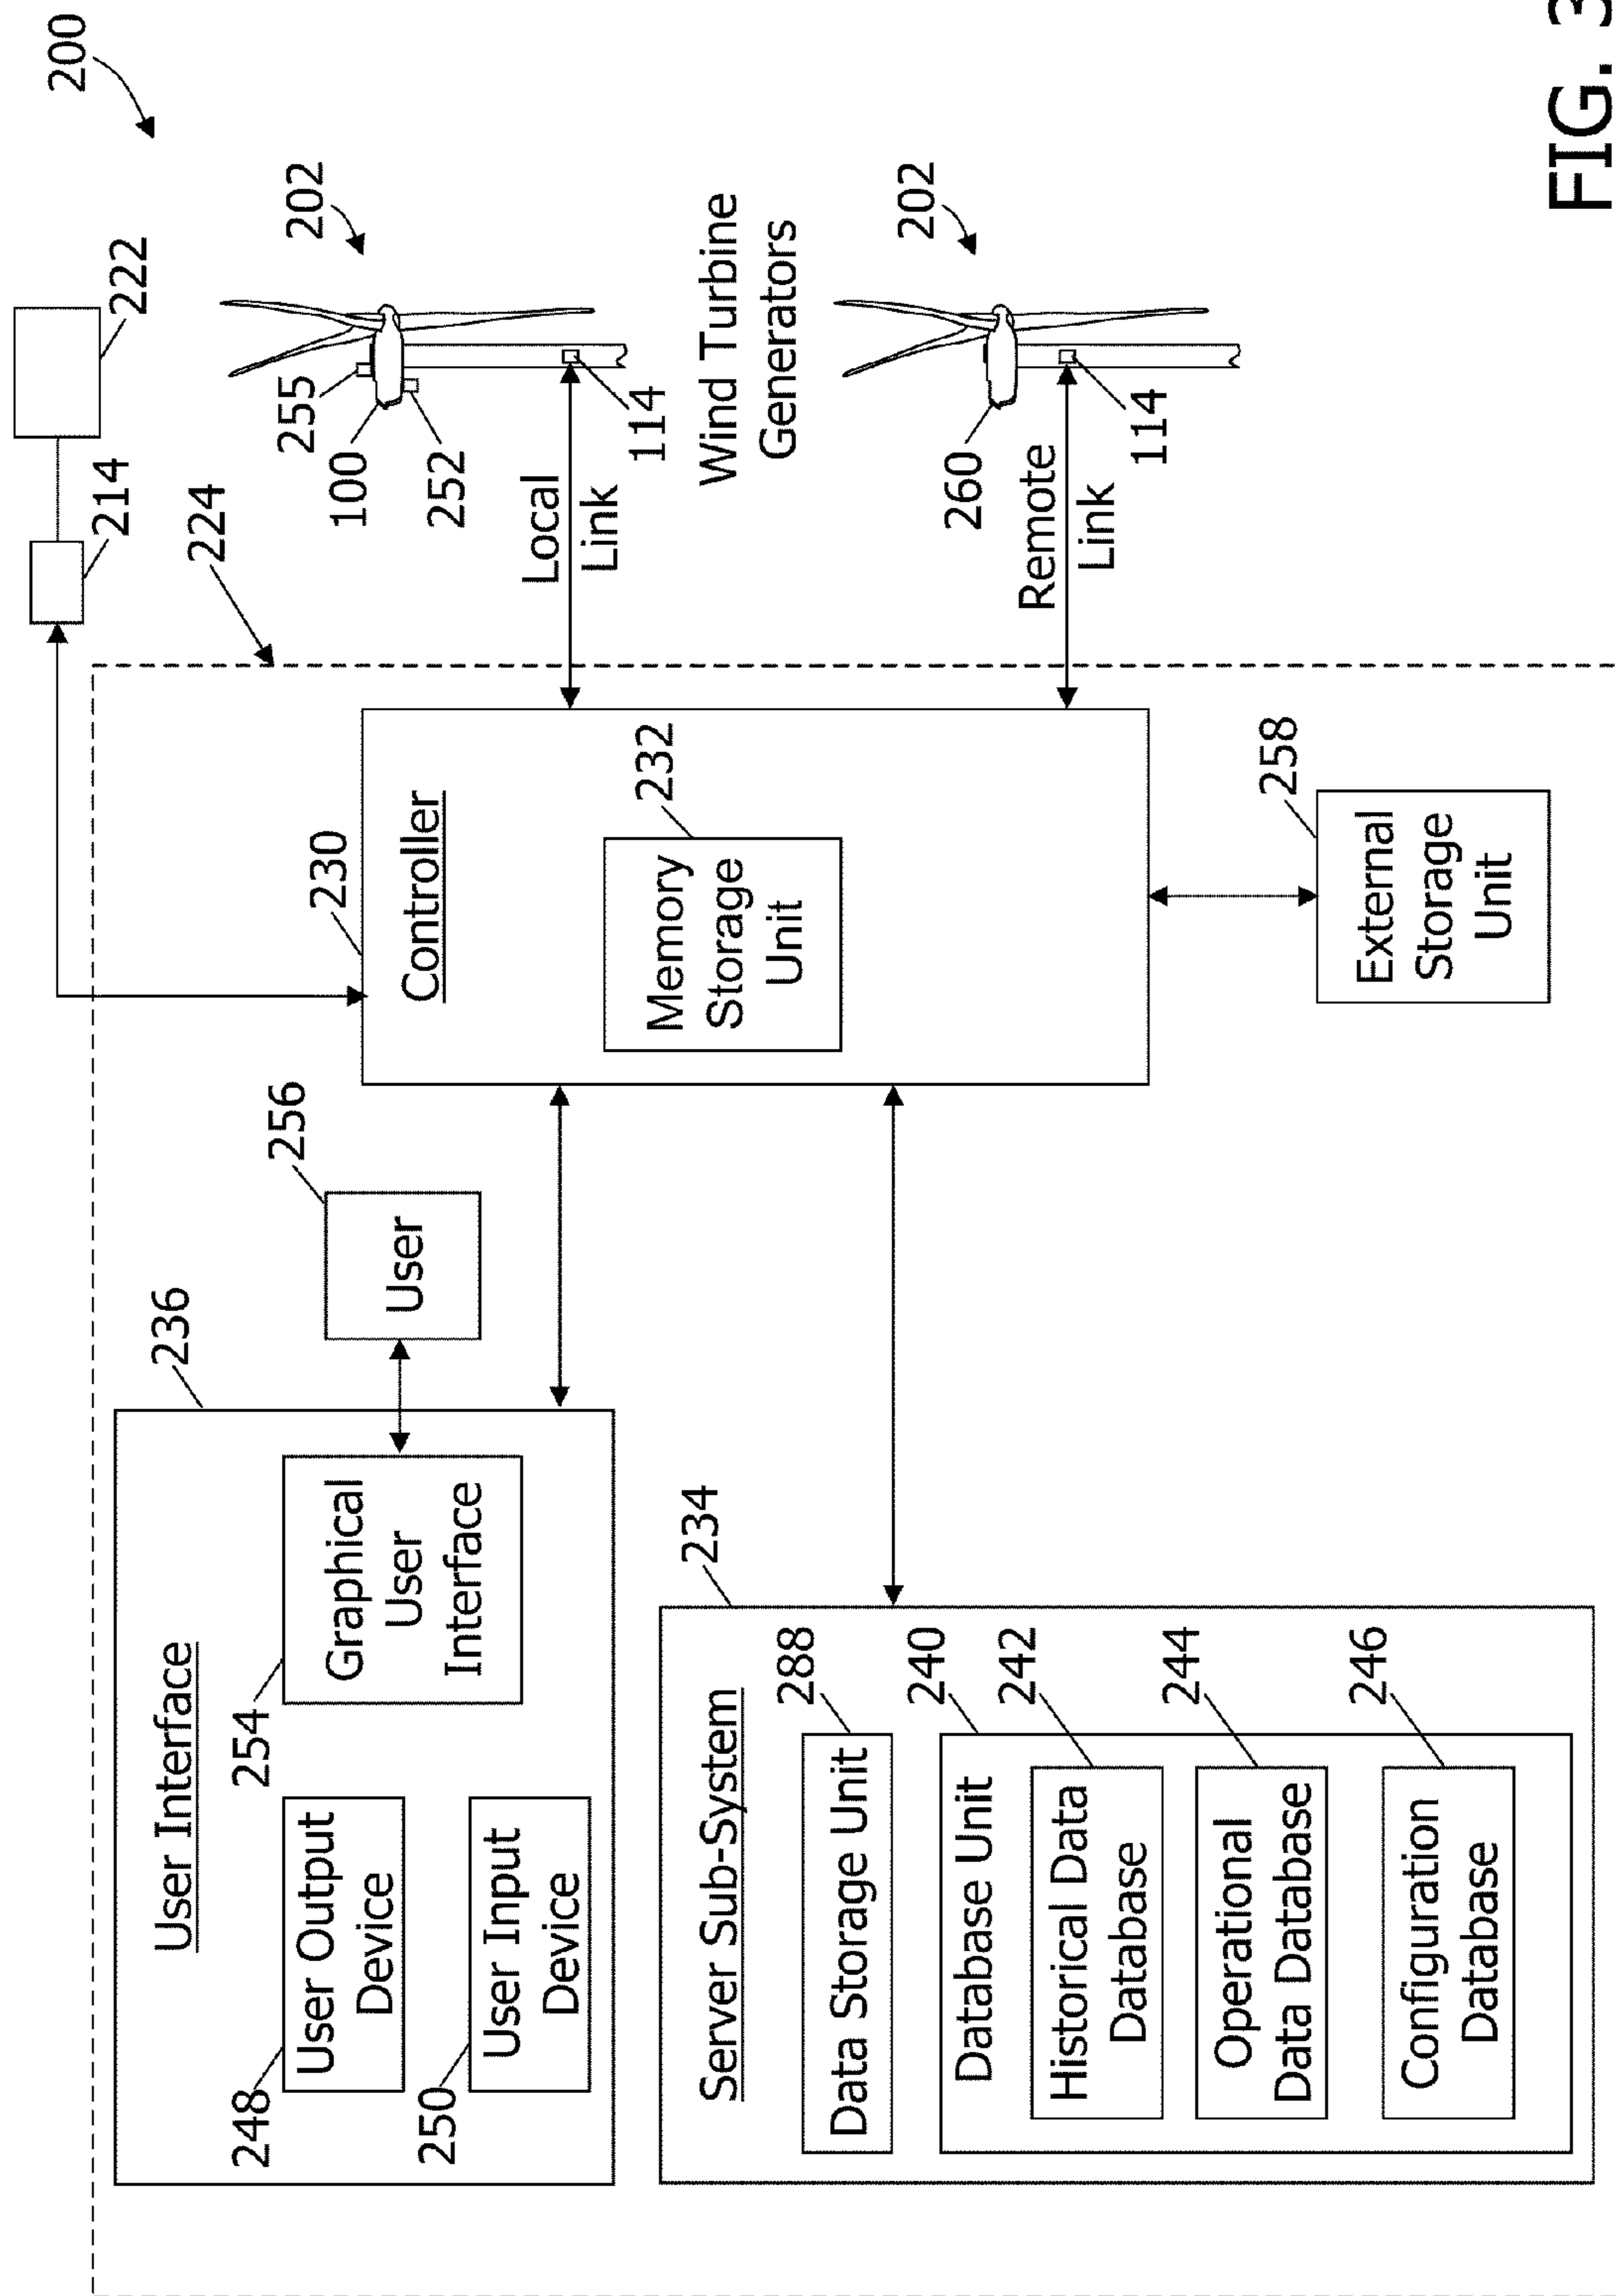 200
222
214
224
236
User Interface
248
User Output
Device
250
User Input
Device
254
Graphical
User
Interface
256
User
230
Controller
232
Memory
Storage
Unit
255
100
252
202
Local
Link
114
Wind Turbine
Generators
260
202
Remote
Link
114
234
Server Sub-System
288
Data Storage Unit
240
Database Unit
242
Historical Data
Database
244
Operational
Data Database
246
Configuration
Database
258
External
Storage
Unit
FIG. 3